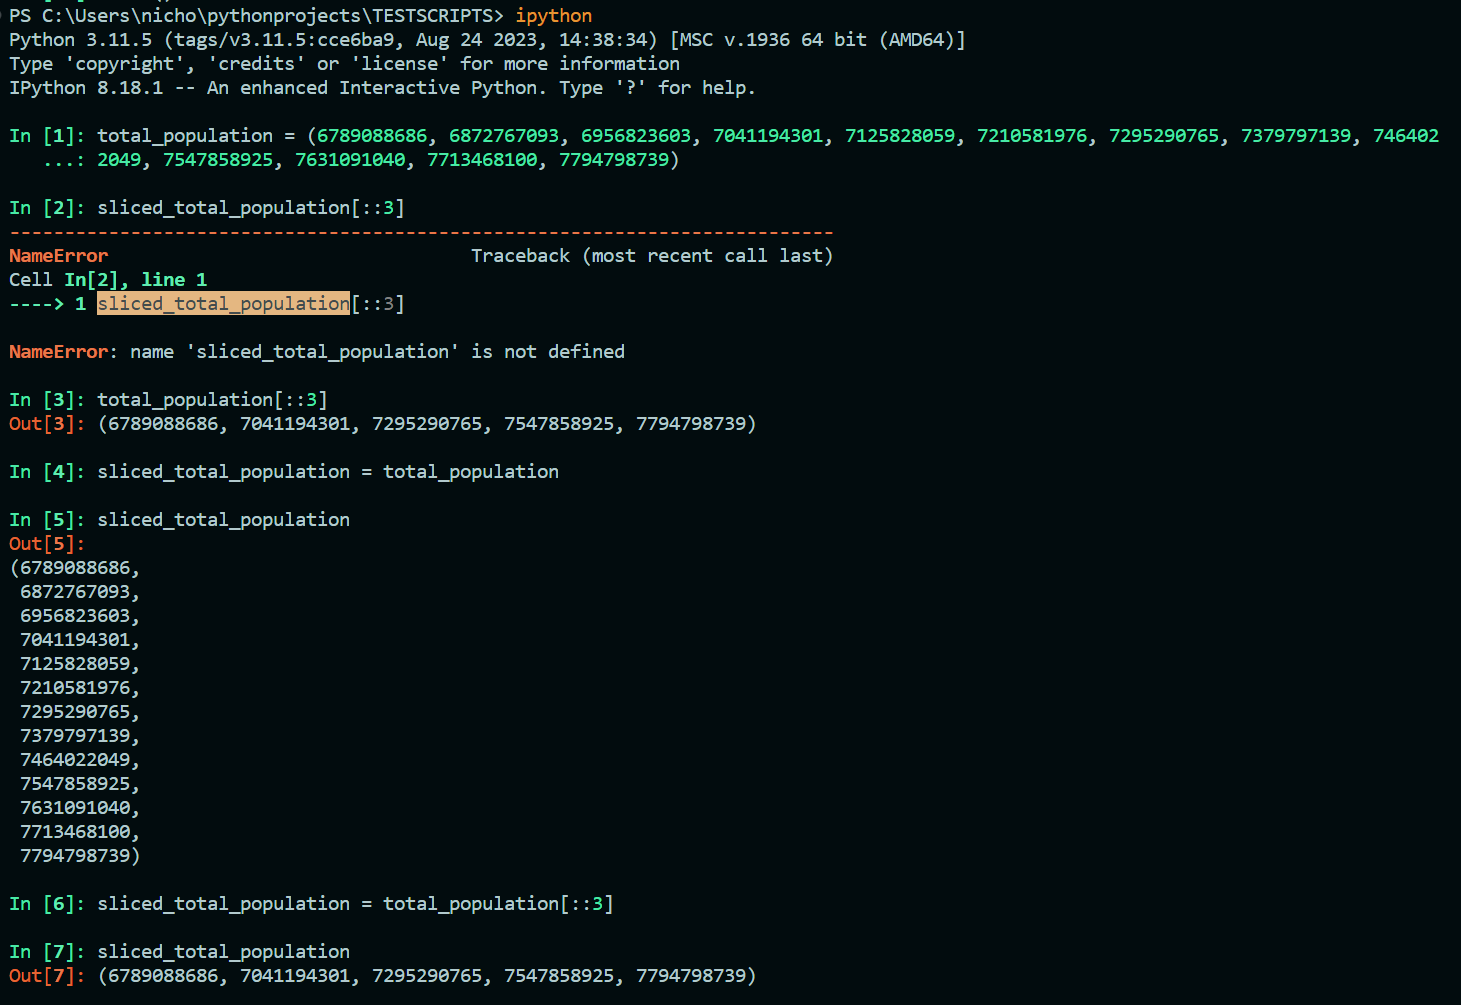 PS C:\Users\nicho\pythonprojects\TESTSCRIPTS> ipython
Python 3.11.5 (tags/v3.11.5:cce6ba9, Aug 24 2023, 14:38:34) [MSC v.1936 64 bit (AMD64)]
Type 'copyright', 'credits' or 'license' for more information
IPython 8.18.1 -- An enhanced Interactive Python. Type '?' for help.

In [1]: total_population = (6789088686, 6872767093, 6956823603, 7041194301, 7125828059, 7210581976, 7295290765, 7379797139, 746402
   ...: 2049, 7547858925, 7631091040, 7713468100, 7794798739)

In [2]: sliced_total_population[::3]
---------------------------------------------------------------------------
NameError                                 Traceback (most recent call last)
Cell In[2], line 1
----> 1 sliced_total_population[::3]

NameError: name 'sliced_total_population' is not defined

In [3]: total_population[::3]
Out[3]: (6789088686, 7041194301, 7295290765, 7547858925, 7794798739)

In [4]: sliced_total_population = total_population

In [5]: sliced_total_population
Out[5]:
(6789088686,
 6872767093,
 6956823603,
 7041194301,
 7125828059,
 7210581976,
 7295290765,
 7379797139,
 7464022049,
 7547858925,
 7631091040,
 7713468100,
 7794798739)

In [6]: sliced_total_population = total_population[::3]

In [7]: sliced_total_population
Out[7]: (6789088686, 7041194301, 7295290765, 7547858925, 7794798739)